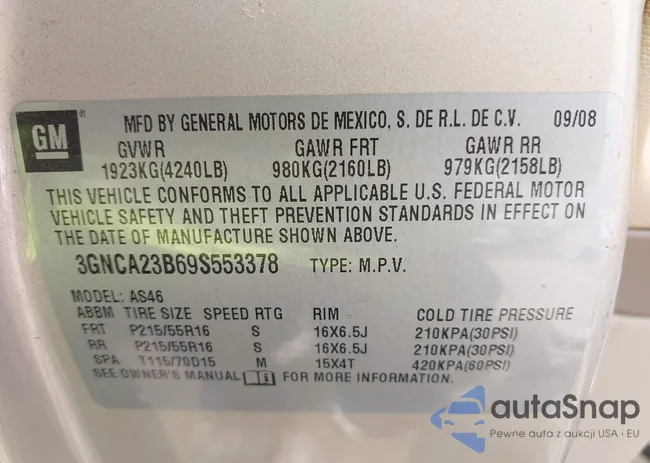 GM
MFD BY GENERAL MOTORS DE MEXICO, S. DE R.L. DE C.V. 09/08
GVWR GAWR FRT GAWR RR
1923KG(4240LB) 980KG(2160LB) 979KG(2158LB)
THIS VEHICLE CONFORMS TO ALL APPLICABLE U.S. FEDERAL MOTOR
VEHICLE SAFETY AND THEFT PREVENTION STANDARDS IN EFFECT ON
THE DATE OF MANUFACTURE SHOWN ABOVE.
3GNCA23B69S553378 TYPE: M.P.V.
MODEL: AS46
ABBM TIRE SIZE SPEED RTG RIM COLD TIRE PRESSURE
FRT P215/55R16 S 16X6.5J 210KPA(30PSI)
RR P215/55R16 S 16X6.5J 210KPA(30PSI)
SPA T115/70D15 M 15X4T 420KPA(60PSI)
SEE OWNER'S MANUAL FOR MORE INFORMATION.
autaSnap
Pewne auta z aukcji USA i EU